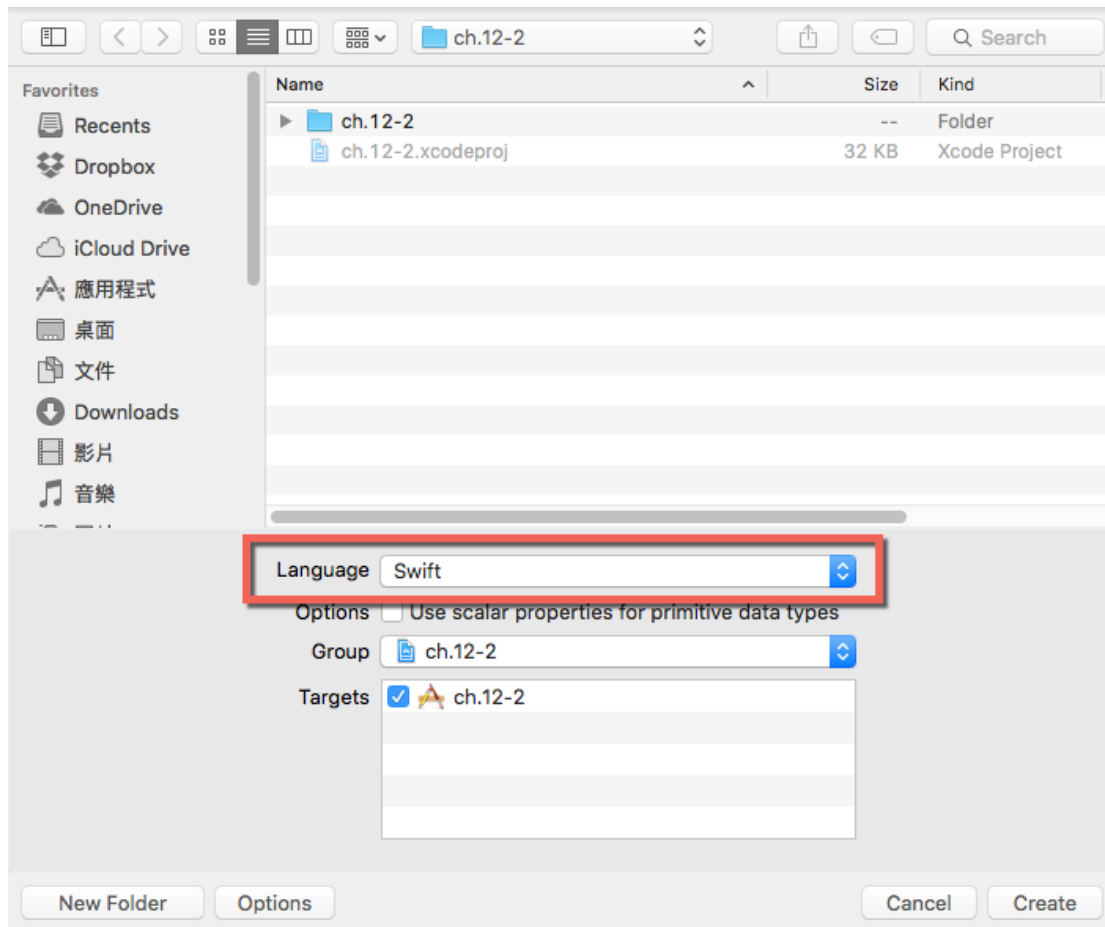 ch.12-2
Search
Favorites
Recents
Dropbox
OneDrive
iCloud Drive
應用程式
桌面
文件
Downloads
影片
音樂
Name Size Kind
ch.12-2 -- Folder
ch.12-2.xcodeproj 32 KB Xcode Project
Language Swift
Options Use scalar properties for primitive data types
Group ch.12-2
Targets ch.12-2
New Folder Options Cancel Create